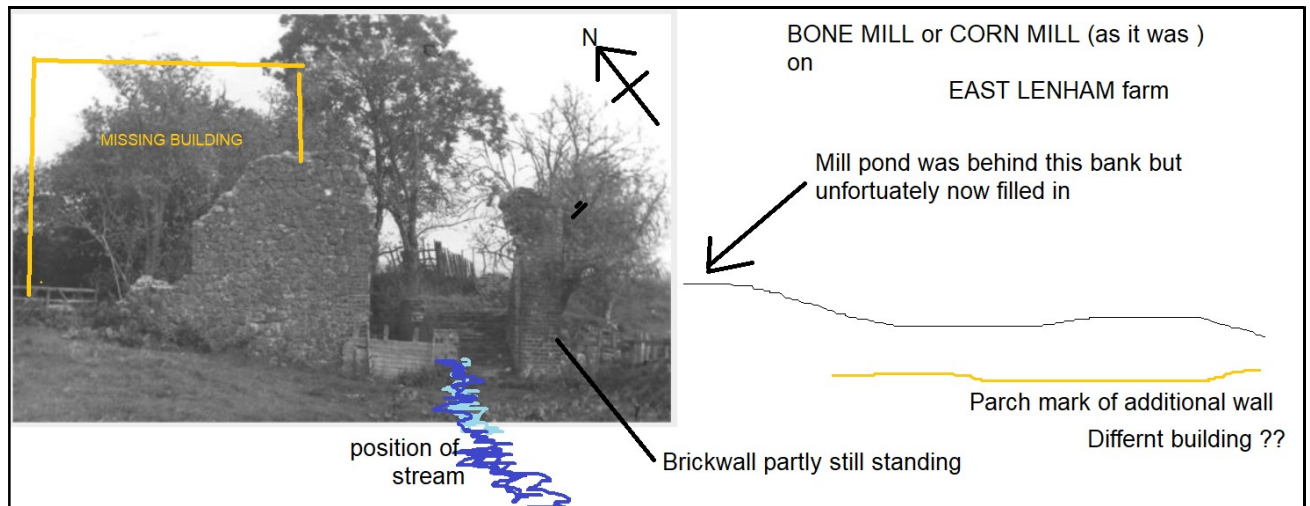 N
BONE MILL or CORN MILL (as it was )
on
EAST LENHAM farm
MISSING BUILDING
Mill pond was behind this bank but
unfortuately now filled in
Parch mark of additional wall
Differnt building ??
position of
stream
Brickwall partly still standing